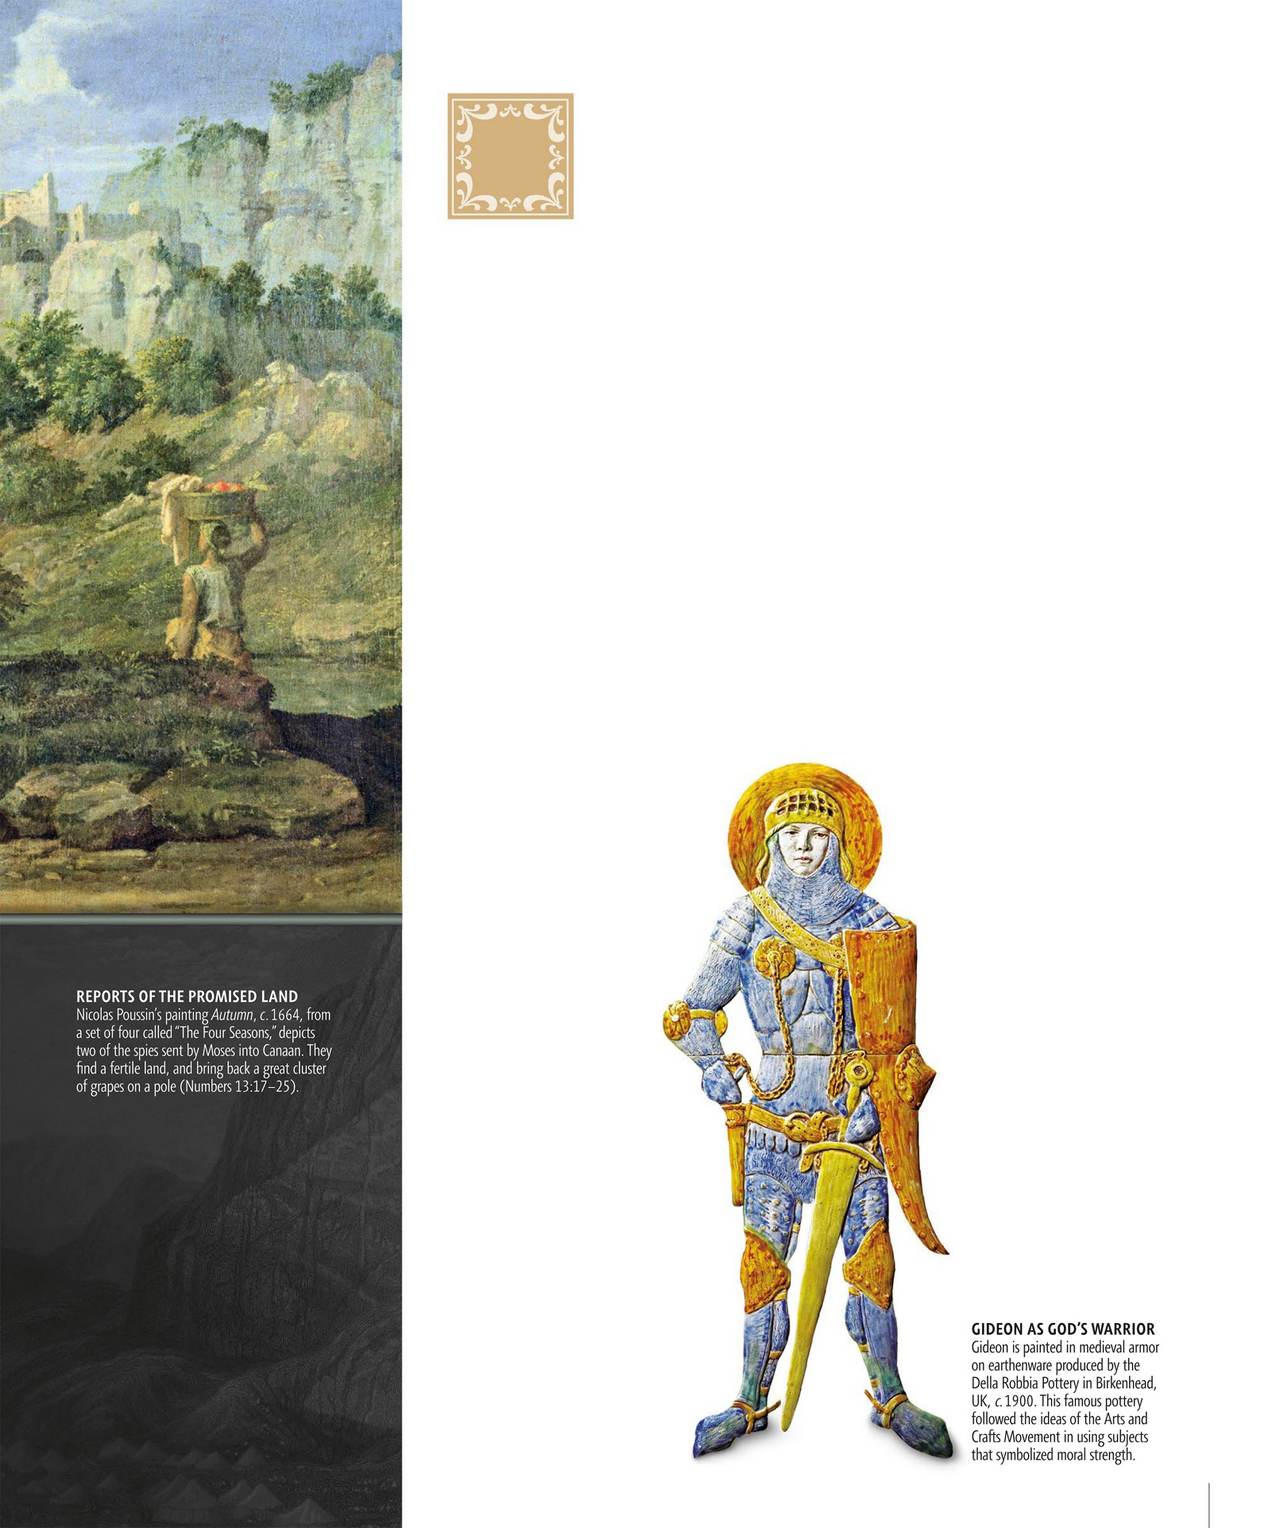 REPORTS OF THE PROMISED LAND
Nicolas Poussin's painting Autumn, c.1664, from
a set of four called “The Four Seasons,” depicts
two of the spies sent by Moses into Canaan. They
find a fertile land, and bring back a great cluster
of grapes on a pole (Numbers 13:17–25).
GIDEON AS GOD'S WARRIOR
Gideon is painted in medieval armor
on earthenware produced by the
Della Robbia Pottery in Birkenhead,
UK, c.1900. This famous pottery
followed the ideas of the Arts and
Crafts Movement in using subjects
that symbolized moral strength.